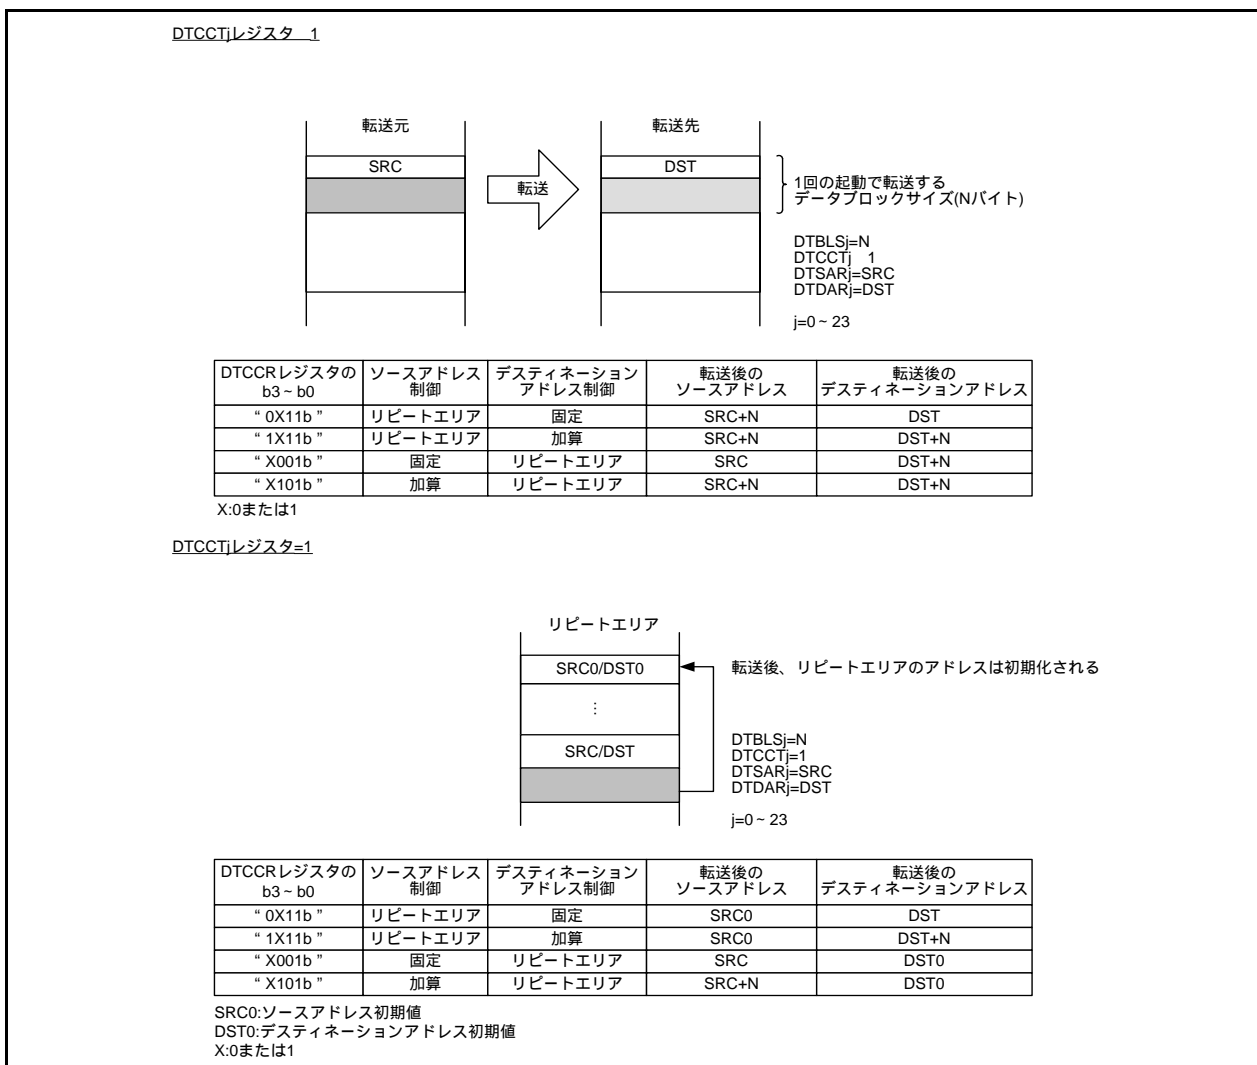 DTCCTjレジスタ 1
転送元
転送先
SRC
DST
転送
1回の起動で転送する
データブロックサイズ(Nバイト)
DTBLSj=N
DTCCTj 1
DTSARj=SRC
DTDARj=DST
j=0~23
DTCCRレジスタの b3~b0 ソースアドレス制御 デスティネーションアドレス制御 転送後のソースアドレス 転送後のデスティネーションアドレス
“0X11b” リピートエリア 固定 SRC+N DST
“1X11b” リピートエリア 加算 SRC+N DST+N
“X001b” 固定 リピートエリア SRC DST+N
“X101b” 加算 リピートエリア SRC+N DST+N
X:0または1
DTCCTjレジスタ=1
リピートエリア
SRC0/DST0
転送後、リピートエリアのアドレスは初期化される
⋮
SRC/DST
DTBLSj=N
DTCCTj=1
DTSARj=SRC
DTDARj=DST
j=0~23
DTCCRレジスタの b3~b0 ソースアドレス制御 デスティネーションアドレス制御 転送後のソースアドレス 転送後のデスティネーションアドレス
“0X11b” リピートエリア 固定 SRC0 DST
“1X11b” リピートエリア 加算 SRC0 DST+N
“X001b” 固定 リピートエリア SRC DST0
“X101b” 加算 リピートエリア SRC+N DST0
SRC0:ソースアドレス初期値
DST0:デスティネーションアドレス初期値
X:0または1